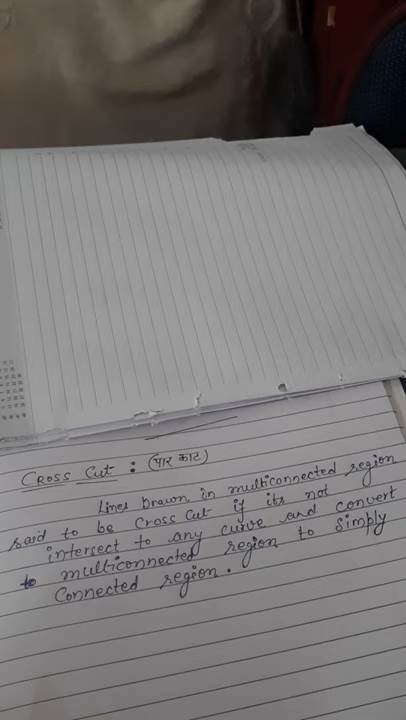 Cross Cut : (पार काट)
Lines Drawn in multiconnected region
said to be Cross Cut if its not
intersect to any curve and convert
to multiconnected region to Simply
Connected region.